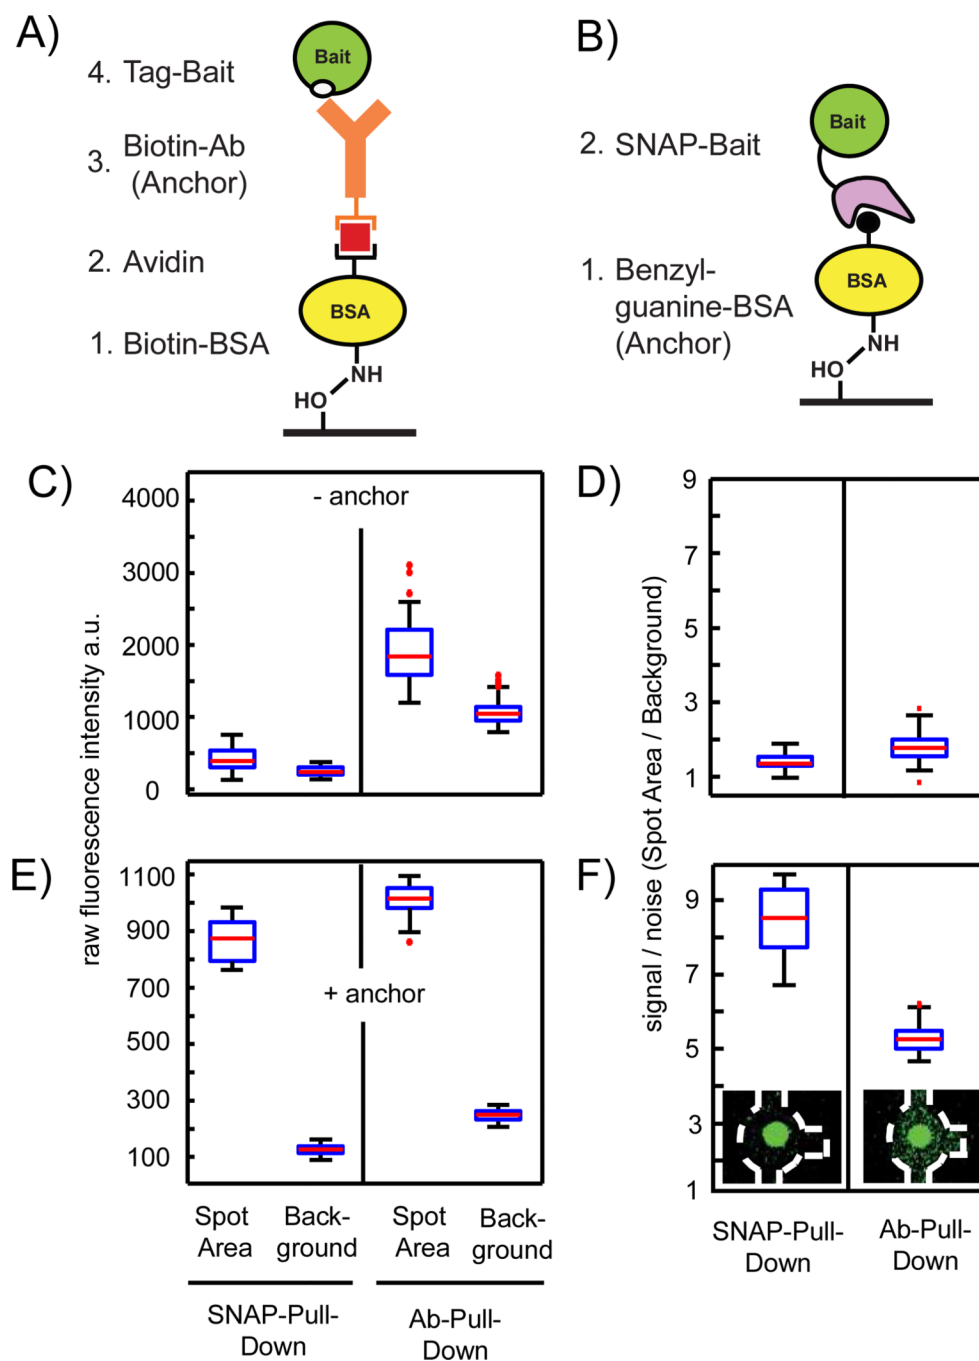 A)
Bait
4. Tag-Bait
3. Biotin-Ab
(Anchor)
2. Avidin
BSA
1. Biotin-BSA
NH
HO
B)
Bait
2. SNAP-Bait
1. Benzyl-
guanine-BSA
(Anchor)
BSA
NH
HO
C)
raw fluorescence intensity a.u.
- anchor
4000
3000
2000
1000
0
D)
signal / noise (Spot Area / Background)
9
7
5
3
1
E)
+ anchor
1100
900
700
500
300
100
Spot
Area
Back-
ground
Spot
Area
Back-
ground
SNAP-Pull-
Down
Ab-Pull-
Down
F)
9
7
5
3
1
SNAP-Pull-
Down
Ab-Pull-
Down